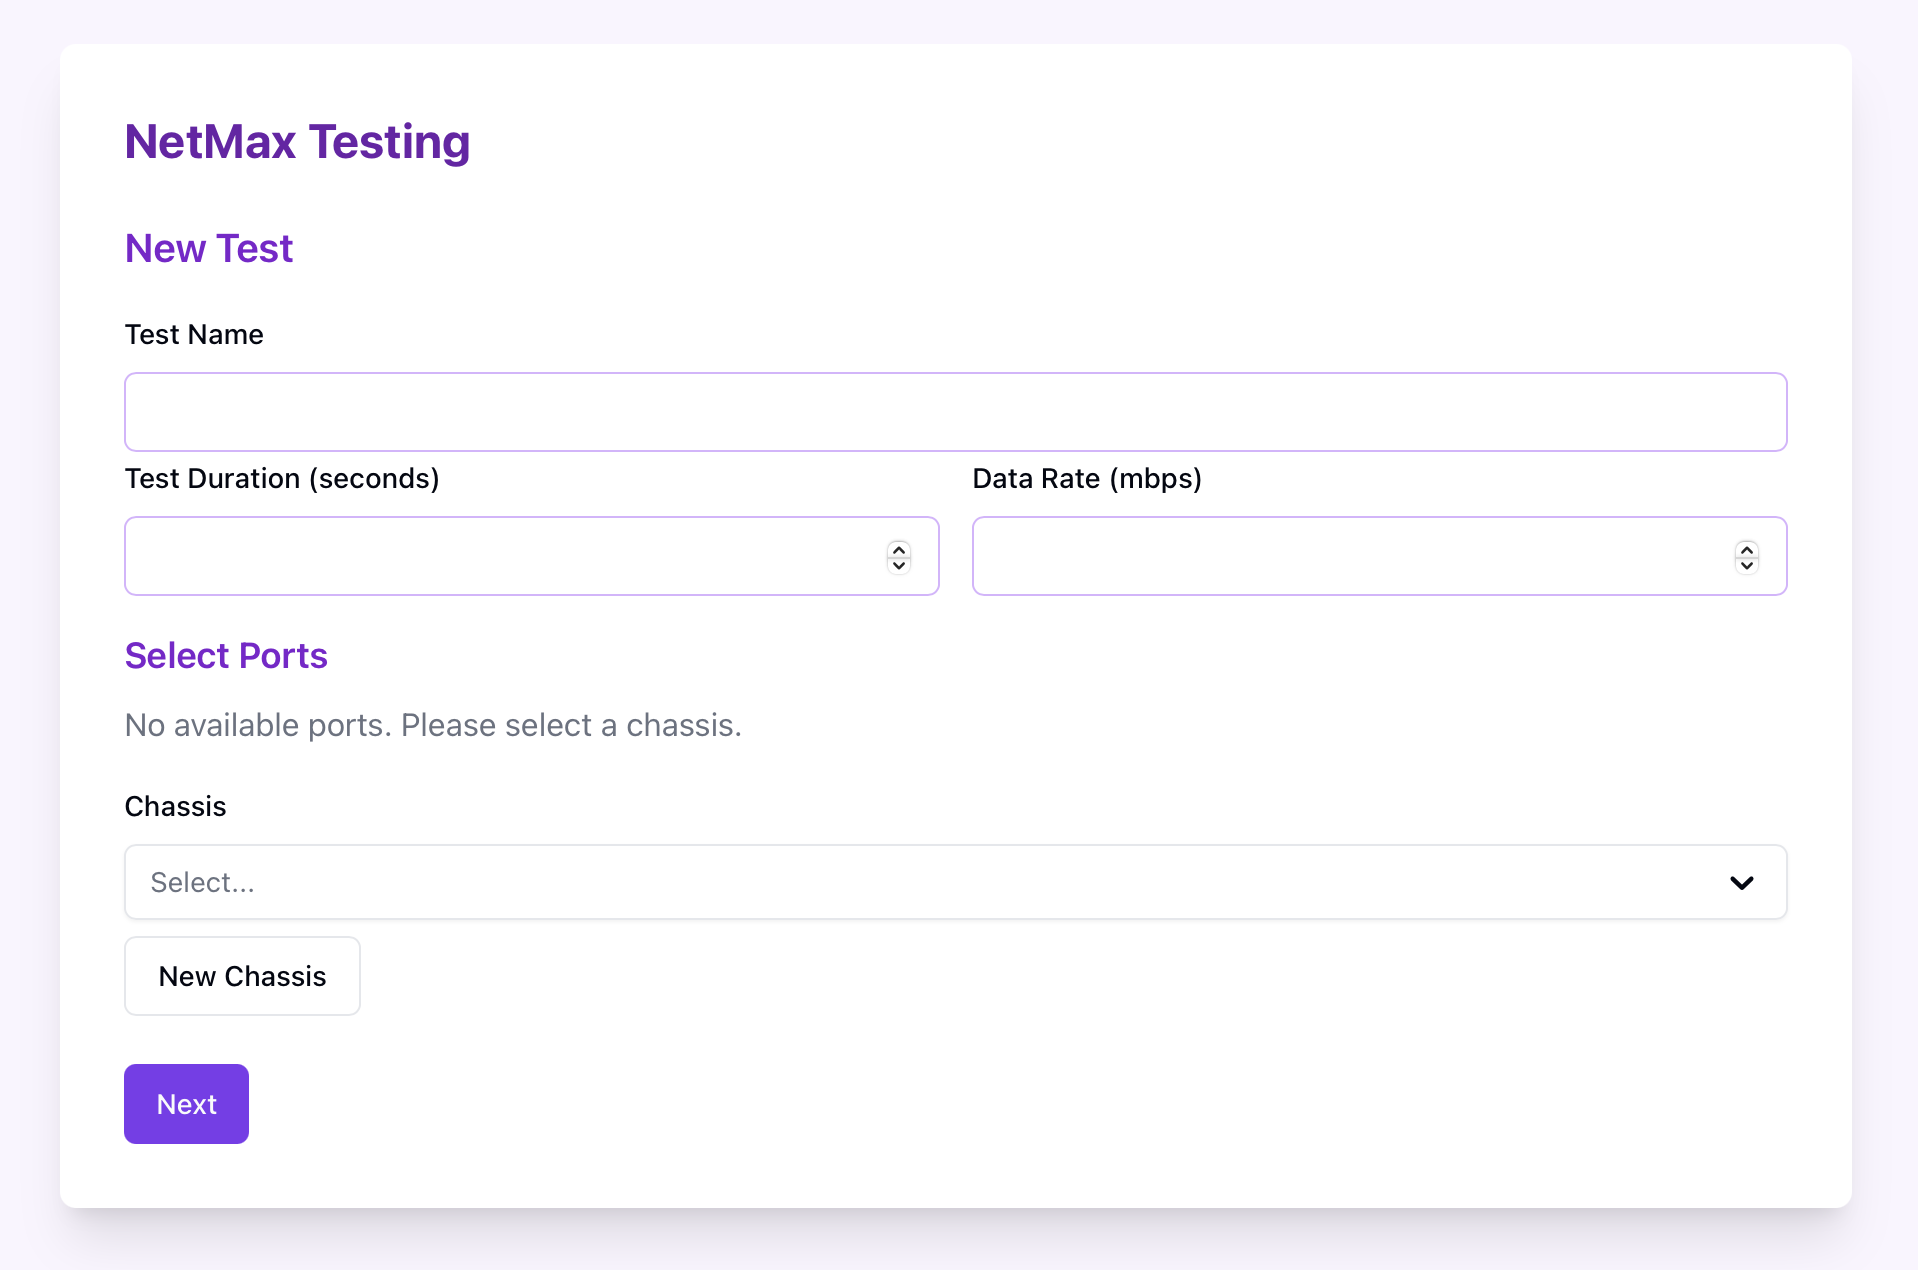 NetMax Testing
New Test
Test Name
Test Duration (seconds)
Data Rate (mbps)
Select Ports
No available ports. Please select a chassis.
Chassis
Select...
New Chassis
Next